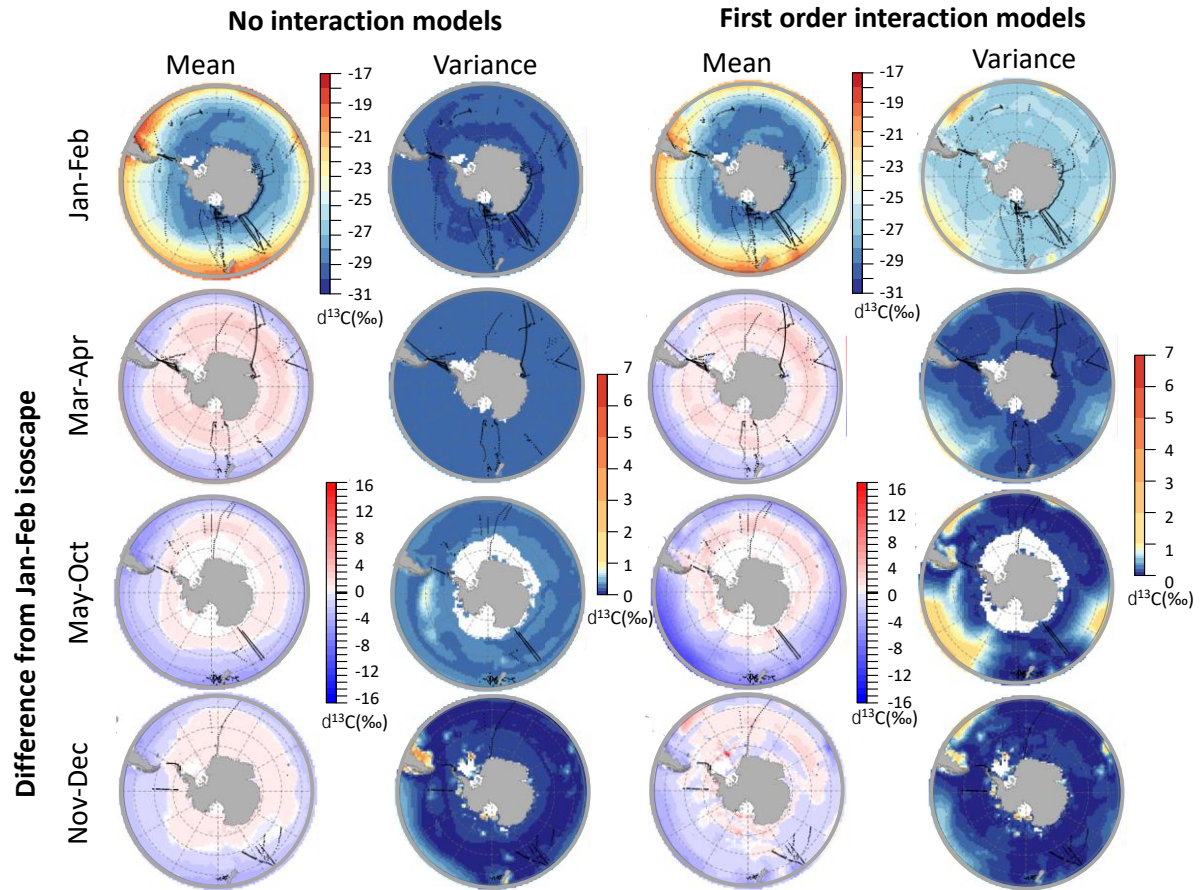 No interaction models
First order interaction models
Mean
Variance
Mean
Variance
Jan-Feb
-17
-19
-21
-23
-25
-27
-29
-31
d¹³C(‰)
-17
-19
-21
-23
-25
-27
-29
-31
d¹³C(‰)
Difference from Jan-Feb isoscape
Mar-Apr
7
6
5
4
3
2
1
0
d¹³C(‰)
7
6
5
4
3
2
1
0
d¹³C(‰)
May-Oct
16
12
8
4
0
-4
-8
-12
-16
d¹³C(‰)
16
12
8
4
0
-4
-8
-12
-16
d¹³C(‰)
Nov-Dec